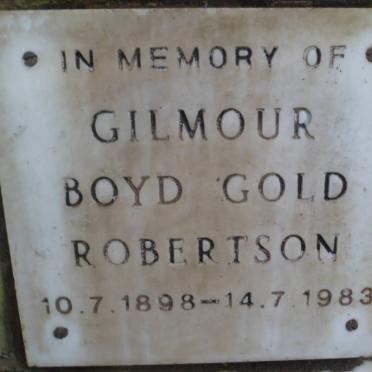 IN MEMORY OF
GILMOUR
BOYD GOLD
ROBERTSON
10.7.1898-14.7.1983